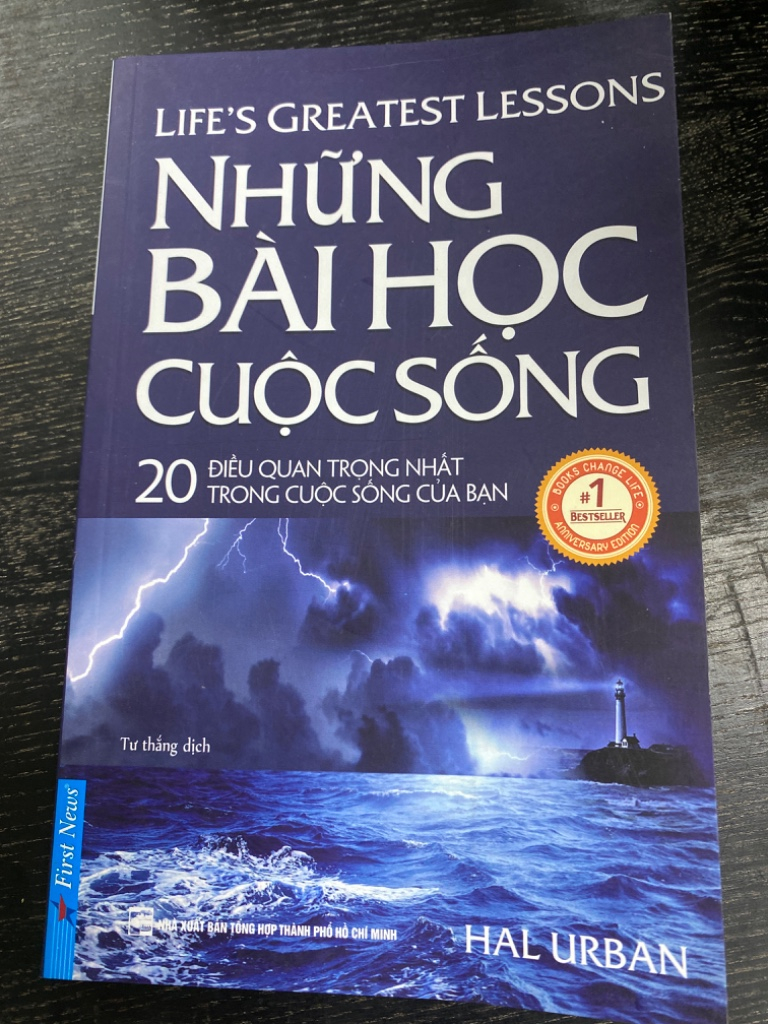 LIFE'S GREATEST LESSONS
NHỮNG
BÀI HỌC
CUỘC SỐNG
20 ĐIỀU QUAN TRỌNG NHẤT
TRONG CUỘC SỐNG CỦA BẠN
BOOKS CHANGE LIFE
#1
BESTSELLER
ANNIVERSARY EDITION
Tư thắng dịch
First News®
NHÀ XUẤT BẢN TỔNG HỢP THÀNH PHỐ HỒ CHÍ MINH
HAL URBAN